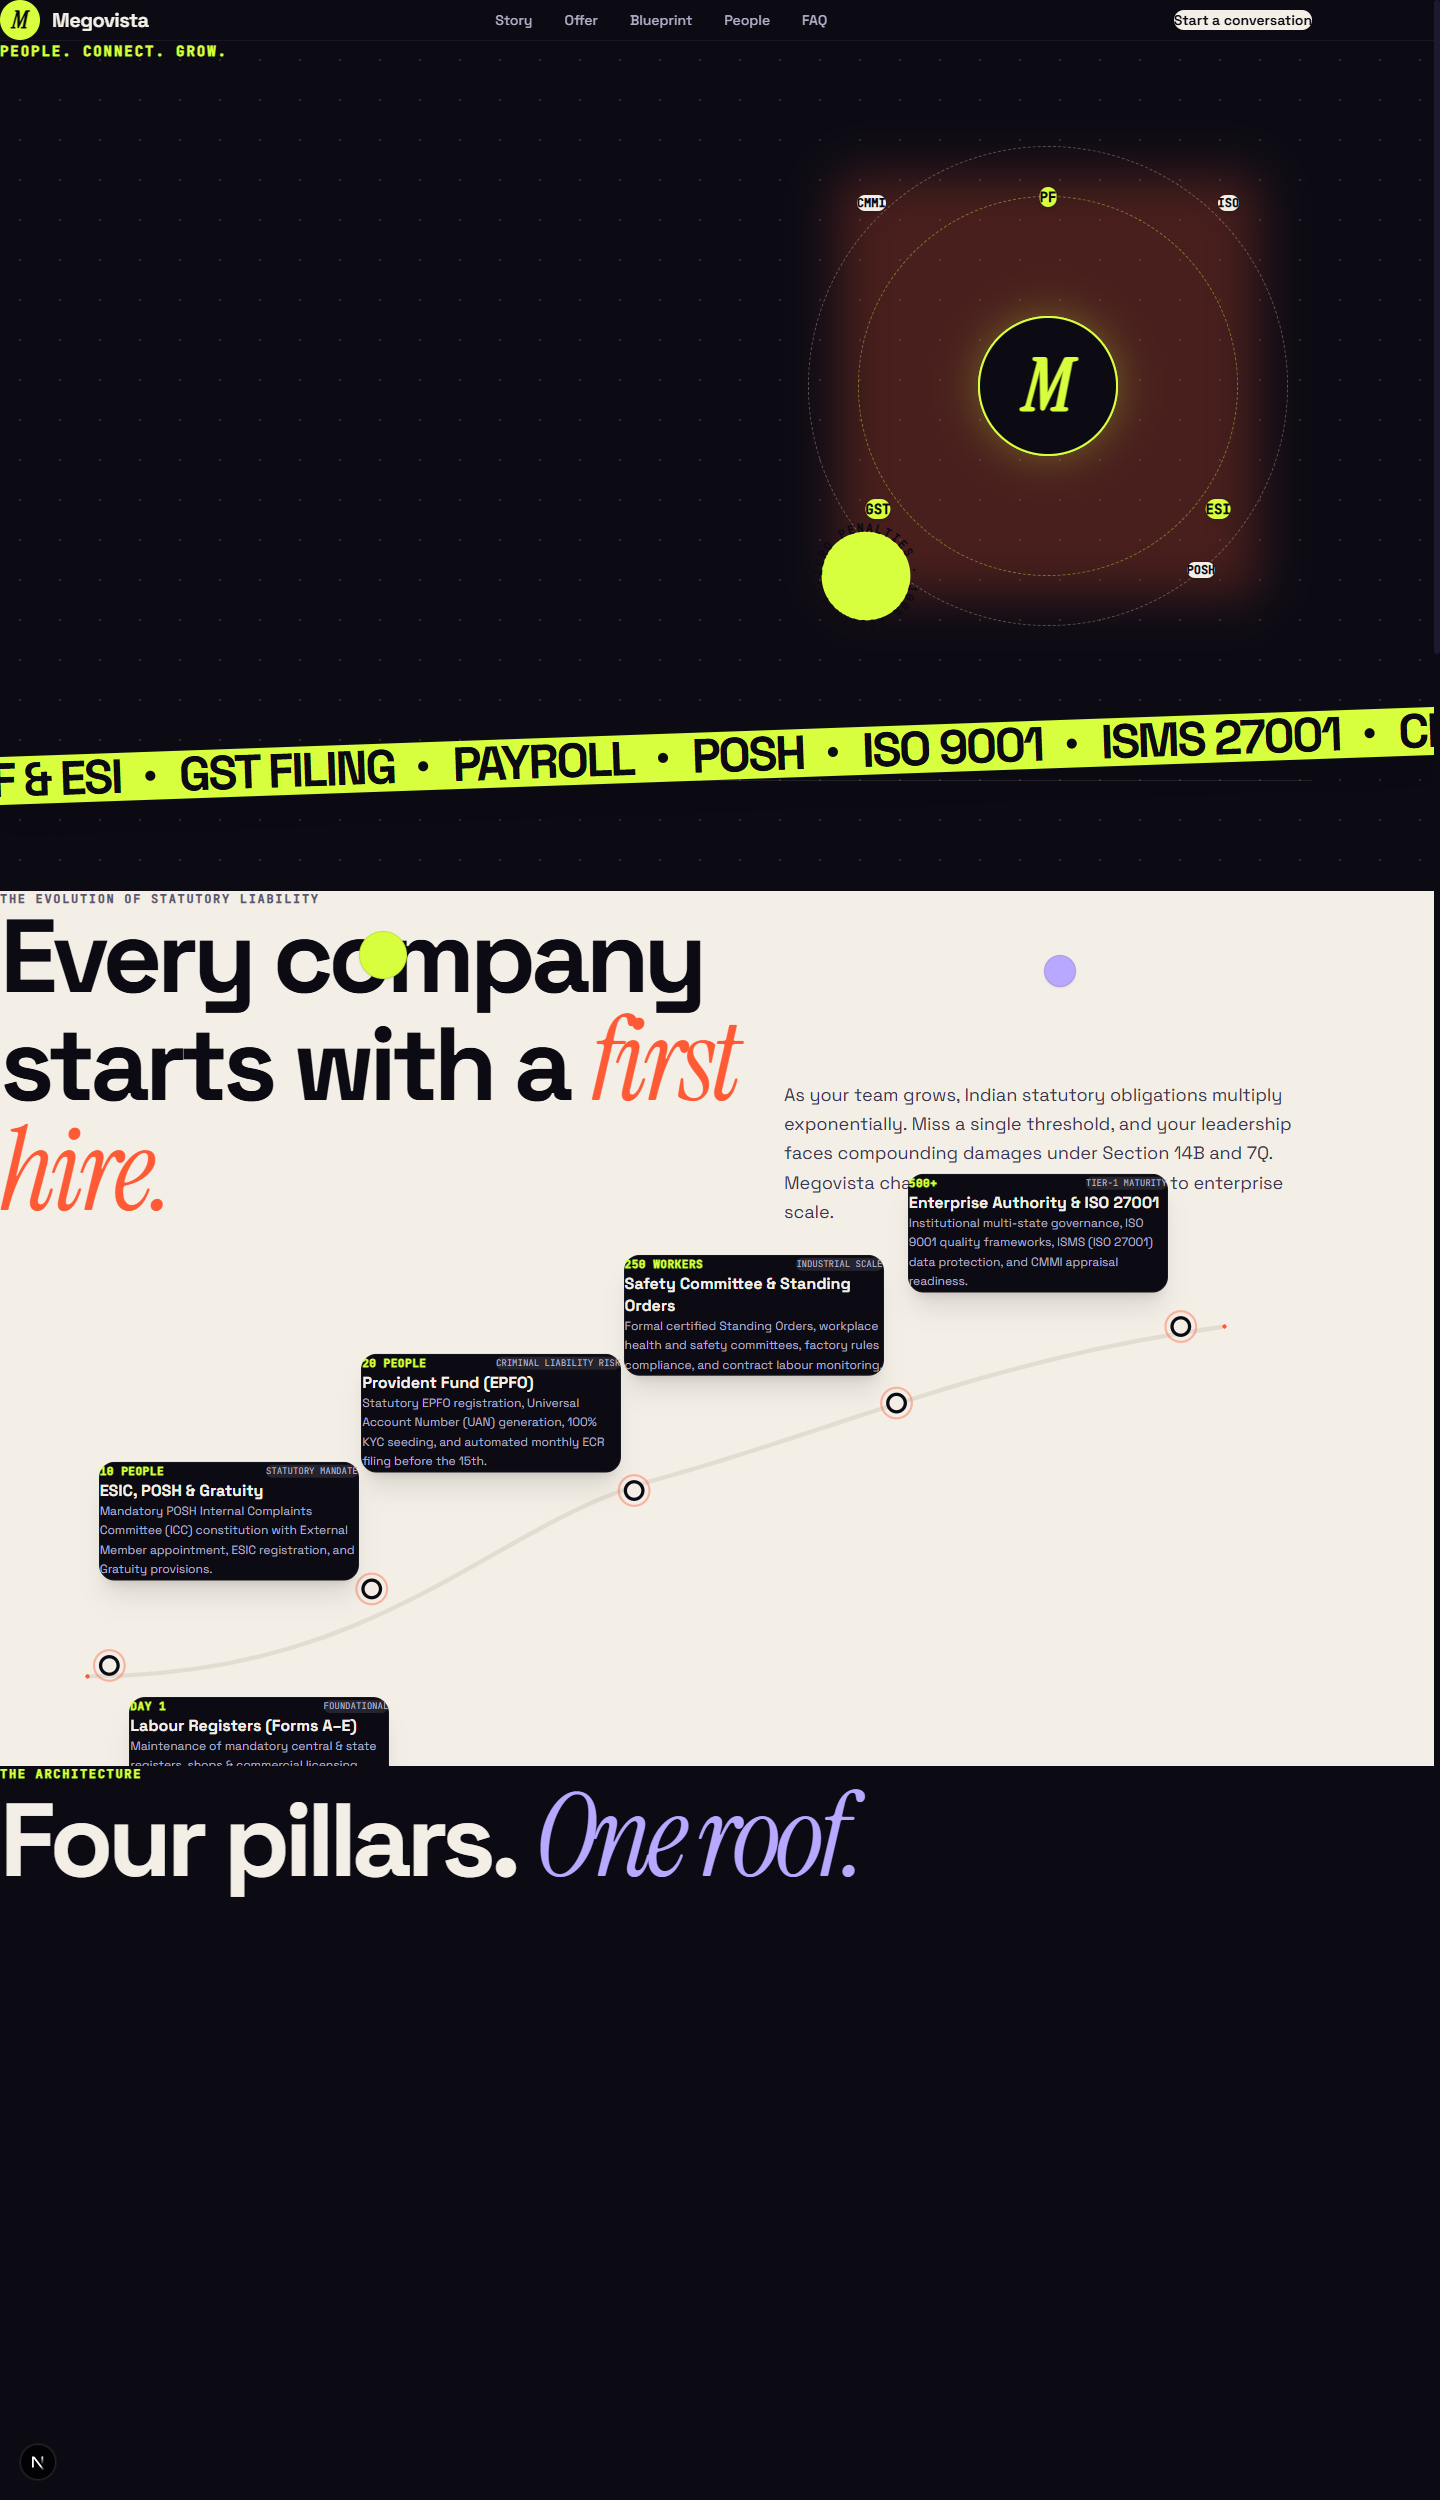 M Megovista Story Offer Blueprint People FAQ Start a conversation
PEOPLE. CONNECT. GROW.
CMMI PF ISO
M
GST ESI
PENALTIES
POSH
F & ESI • GST FILING • PAYROLL • POSH • ISO 9001 • ISMS 27001 •
THE EVOLUTION OF STATUTORY LIABILITY
Every company
starts with a first
hire.
As your team grows, Indian statutory obligations multiply
exponentially. Miss a single threshold, and your leadership
faces compounding damages under Section 14B and 7Q.
Megovista cha to enterprise
scale.
500+ TIER-1 MATURITY
Enterprise Authority & ISO 27001
Institutional multi-state governance, ISO
9001 quality frameworks, ISMS (ISO 27001)
data protection, and CMMI appraisal
readiness.
250 WORKERS INDUSTRIAL SCALE
Safety Committee & Standing
Orders
Formal certified Standing Orders, workplace
health and safety committees, factory rules
compliance, and contract labour monitoring.
20 PEOPLE CRIMINAL LIABILITY RISK
Provident Fund (EPFO)
Statutory EPFO registration, Universal
Account Number (UAN) generation, 100%
KYC seeding, and automated monthly ECR
filing before the 15th.
10 PEOPLE STATUTORY MANDATE
ESIC, POSH & Gratuity
Mandatory POSH Internal Complaints
Committee (ICC) constitution with External
Member appointment, ESIC registration, and
Gratuity provisions.
DAY 1 FOUNDATIONAL
Labour Registers (Forms A–E)
Maintenance of mandatory central & state
registers, shops & commercial licensing
THE ARCHITECTURE
Four pillars. One roof.
N